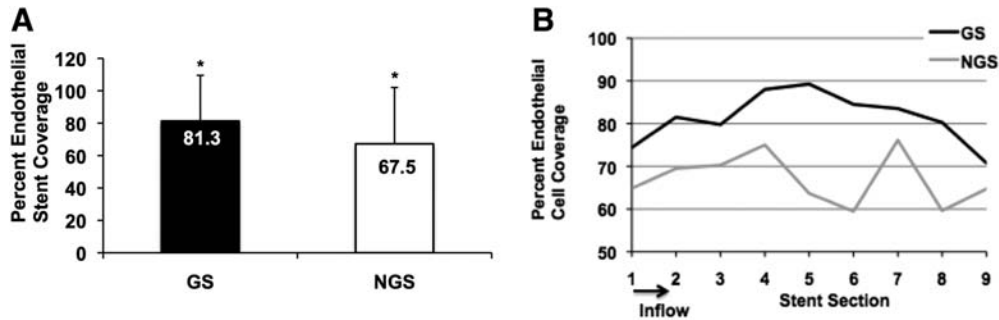 A
Percent Endothelial
Stent Coverage
120
100
80
60
40
20
0
*
*
81.3
67.5
GS
NGS
B
Percent Endothelial
Cell Coverage
100
90
80
70
60
50
GS
NGS
1 2 3 4 5 6 7 8 9
Stent Section
Inflow